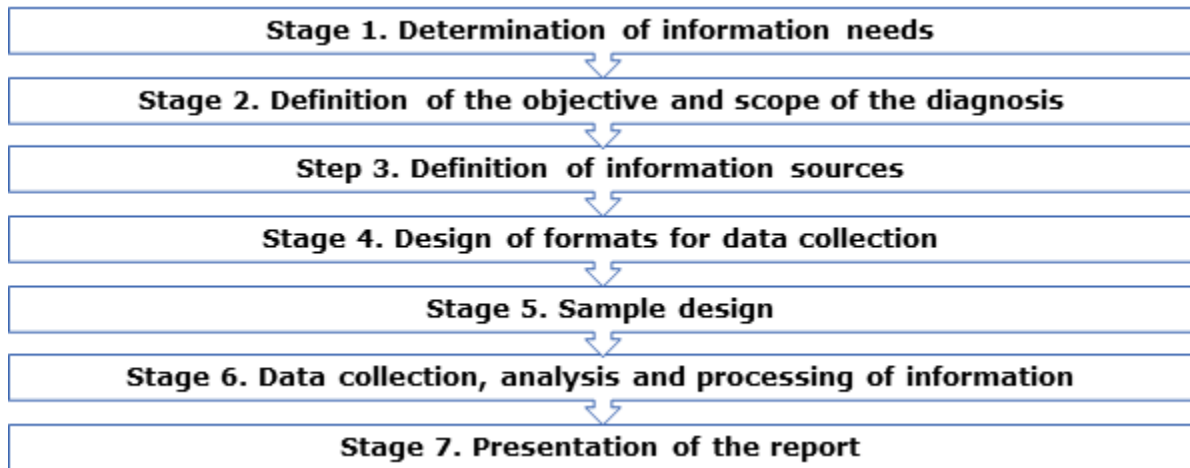 Stage 1. Determination of information needs
Stage 2. Definition of the objective and scope of the diagnosis
Step 3. Definition of information sources
Stage 4. Design of formats for data collection
Stage 5. Sample design
Stage 6. Data collection, analysis and processing of information
Stage 7. Presentation of the report